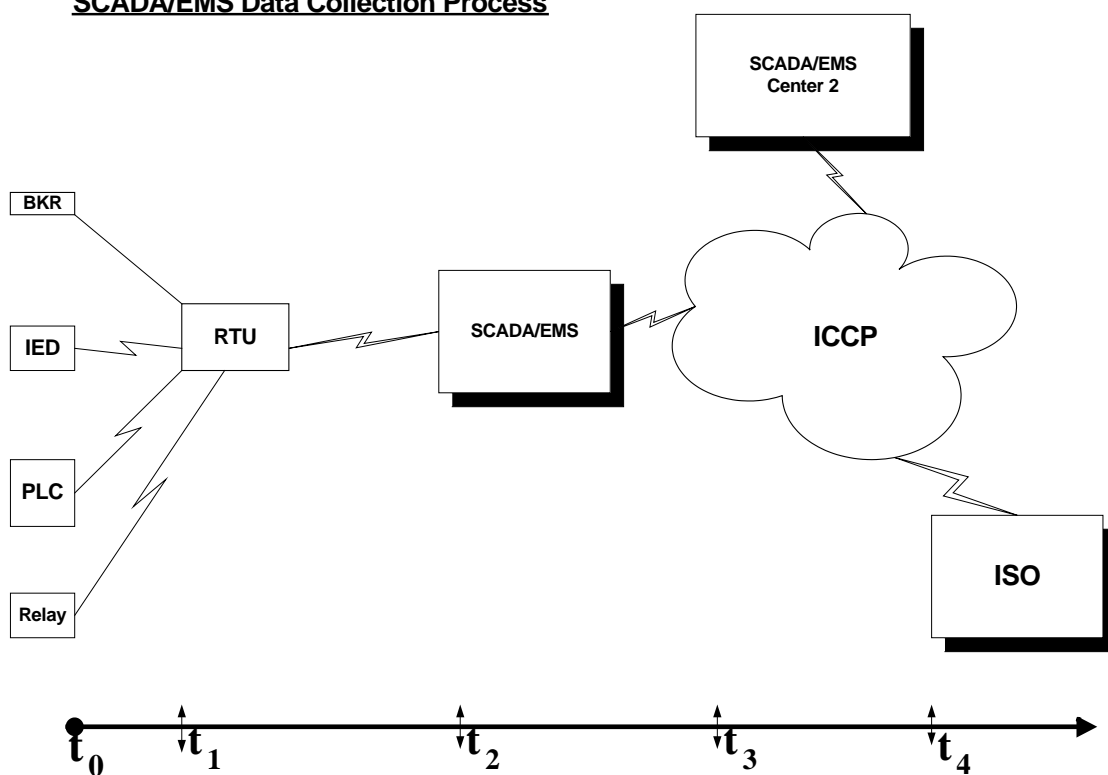 SCADA/EMS Data Collection Process
SCADA/EMS
Center 2
BKR
IED
RTU
SCADA/EMS
ICCP
PLC
Relay
ISO
t0
t1
t2
t3
t4